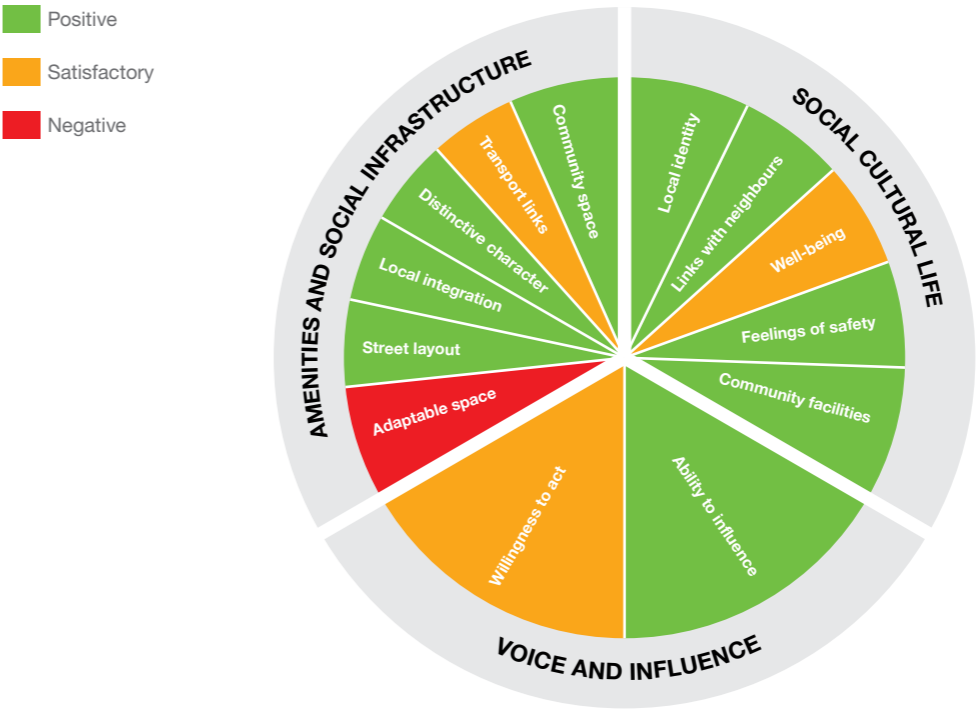 Positive
Satisfactory
Negative
AMENITIES AND SOCIAL INFRASTRUCTURE
Adaptable space
Street layout
Local integration
Distinctive character
Transport links
Community space
SOCIAL CULTURAL LIFE
Local identity
Links with neighbours
Well-being
Feelings of safety
Community facilities
VOICE AND INFLUENCE
Willingness to act
Ability to influence